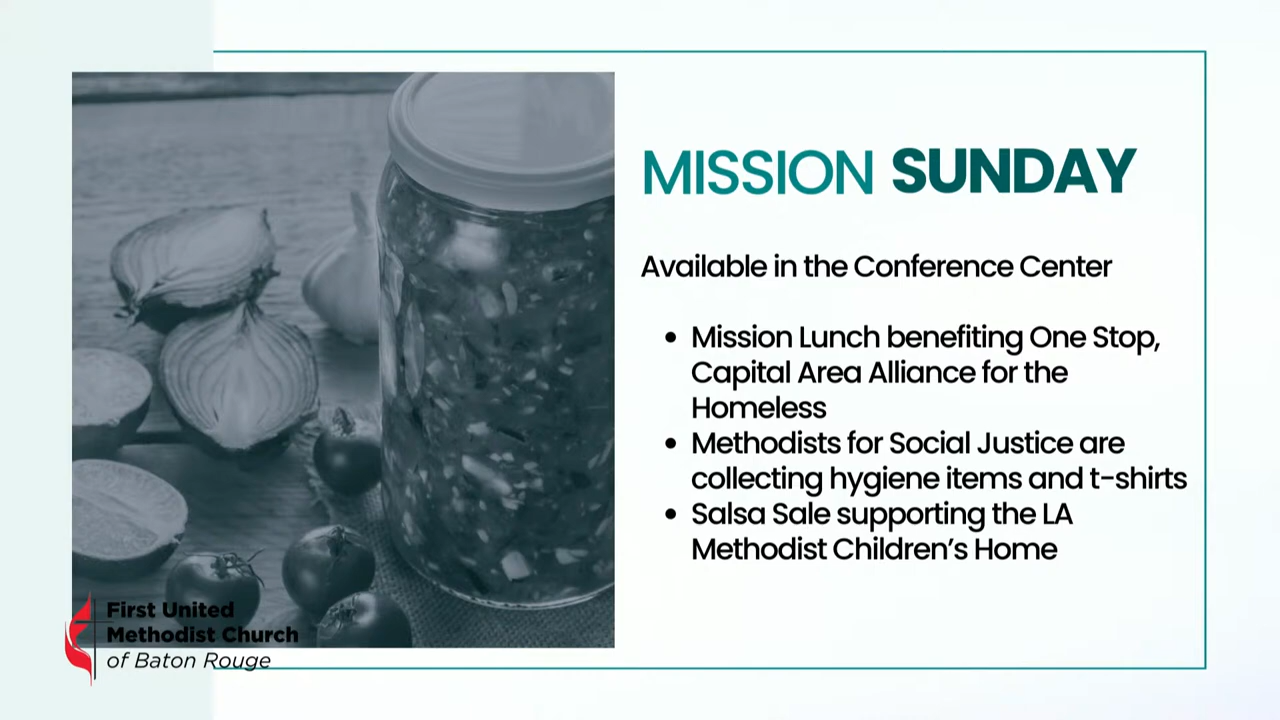 MISSION SUNDAY
Available in the Conference Center
• Mission Lunch benefiting One Stop,
Capital Area Alliance for the
Homeless
• Methodists for Social Justice are
collecting hygiene items and t-shirts
• Salsa Sale supporting the LA
Methodist Children’s Home
First United
Methodist Church
of Baton Rouge